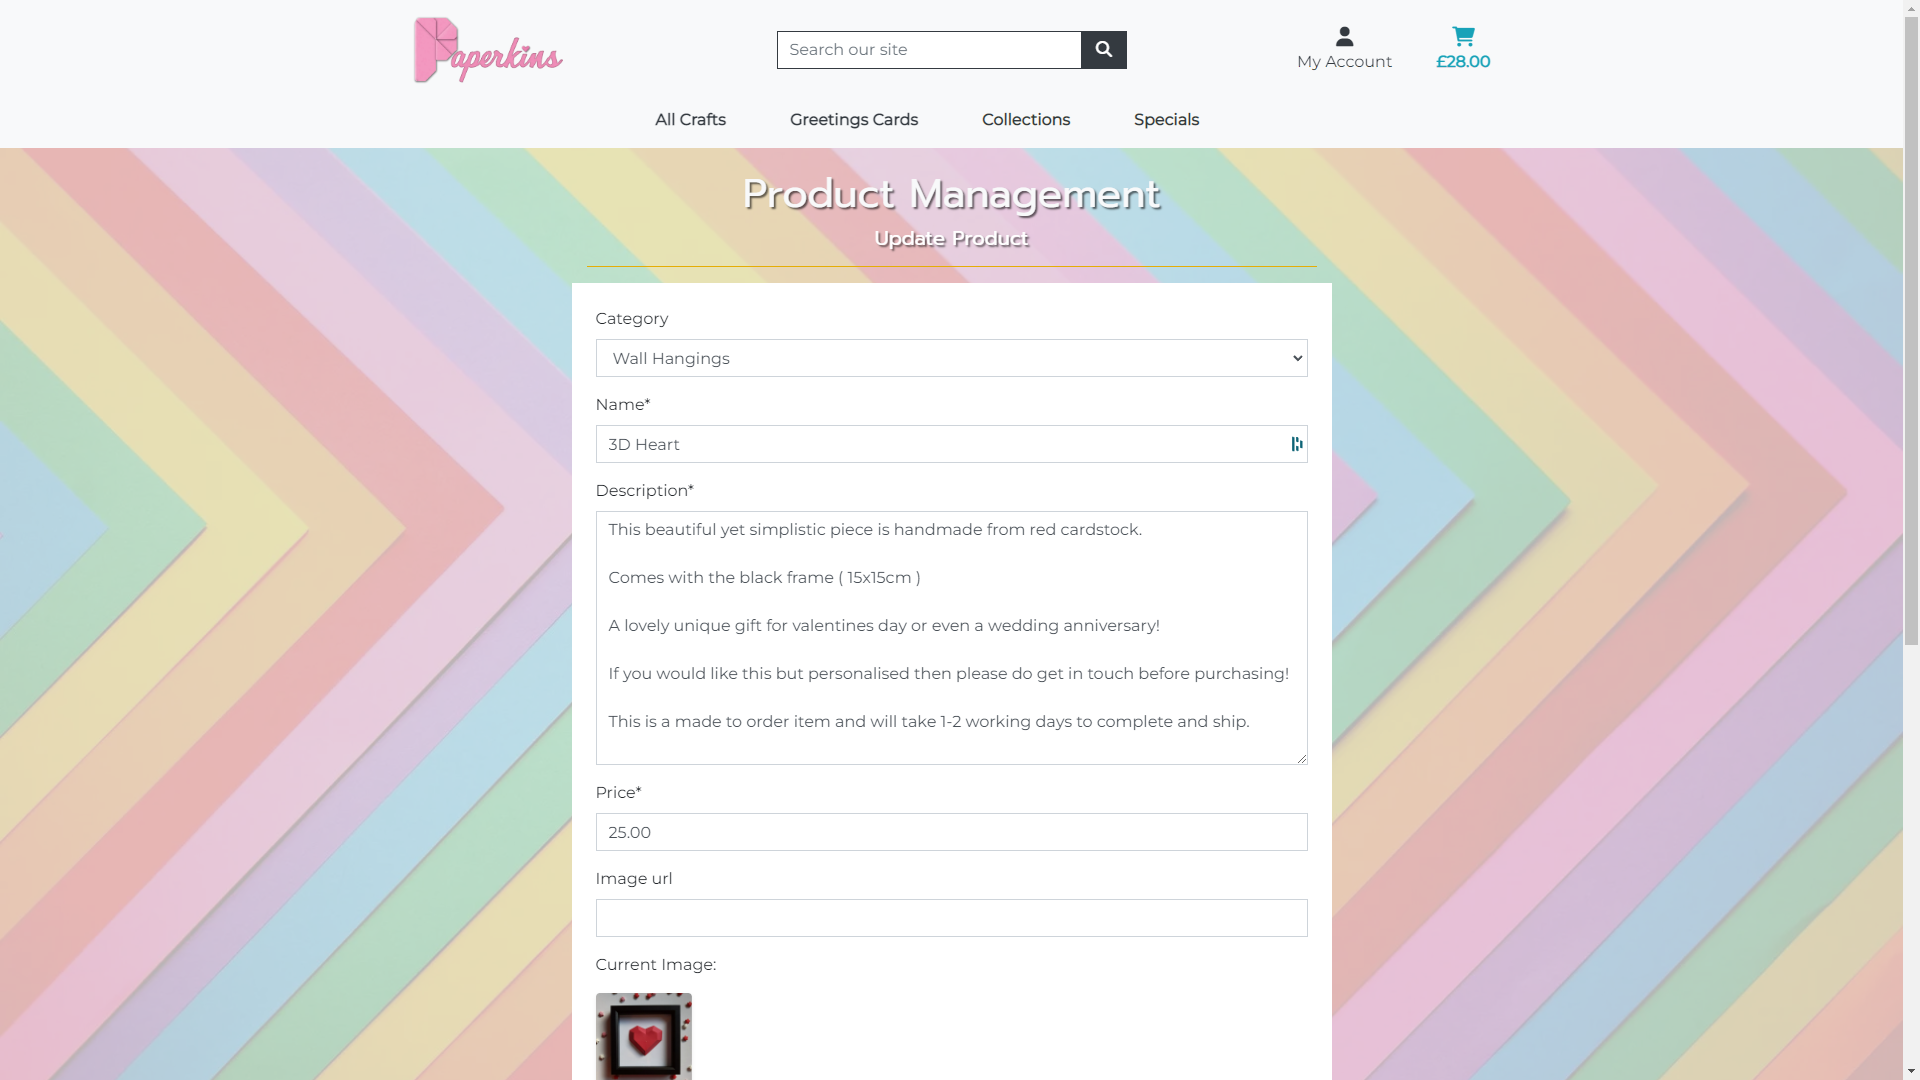 Paperkins
Search our site
My Account
£28.00
All Crafts
Greetings Cards
Collections
Specials
Product Management
Update Product
Category
Wall Hangings
Name*
3D Heart
Description*
This beautiful yet simplistic piece is handmade from red cardstock.
Comes with the black frame ( 15x15cm )
A lovely unique gift for valentines day or even a wedding anniversary!
If you would like this but personalised then please do get in touch before purchasing!
This is a made to order item and will take 1-2 working days to complete and ship.
Price*
25.00
Image url
Current Image: